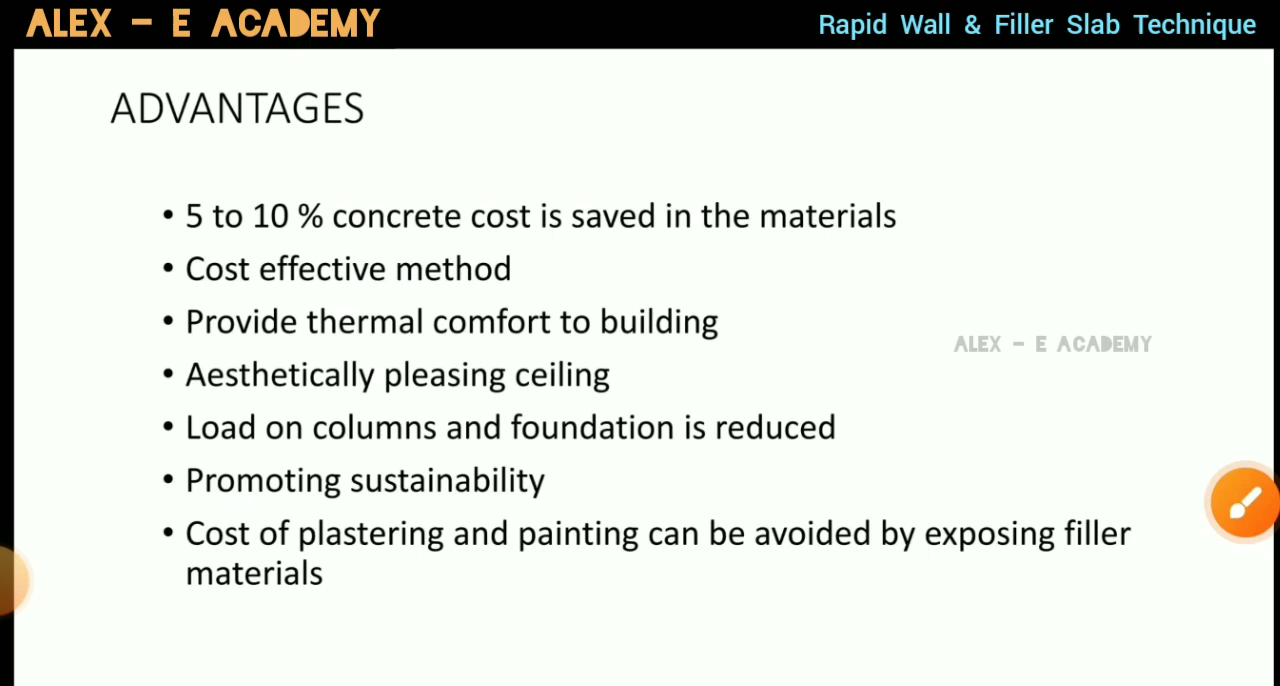 ALEX – E ACADEMY
Rapid Wall & Filler Slab Technique
ADVANTAGES
• 5 to 10 % concrete cost is saved in the materials
• Cost effective method
• Provide thermal comfort to building
ALEX – E ACADEMY
• Aesthetically pleasing ceiling
• Load on columns and foundation is reduced
• Promoting sustainability
• Cost of plastering and painting can be avoided by exposing filler
materials